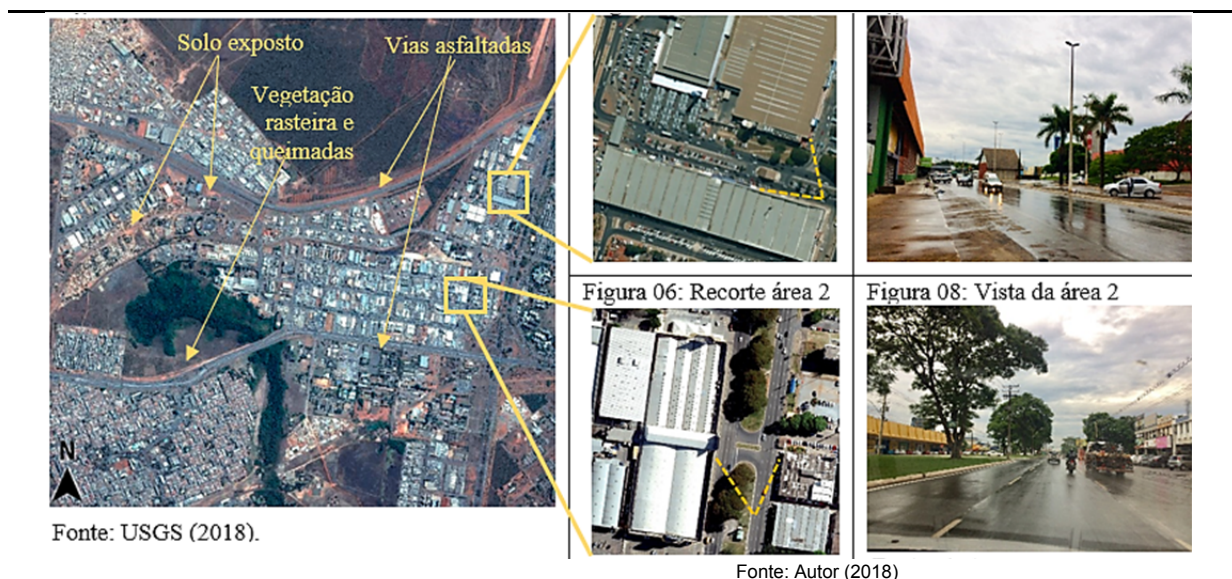 Solo exposto
Vias asfaltadas
Vegetação
rasteira e
queimadas
N
Fonte: USGS (2018).
Figura 06: Recorte área 2
Figura 08: Vista da área 2
Fonte: Autor (2018)